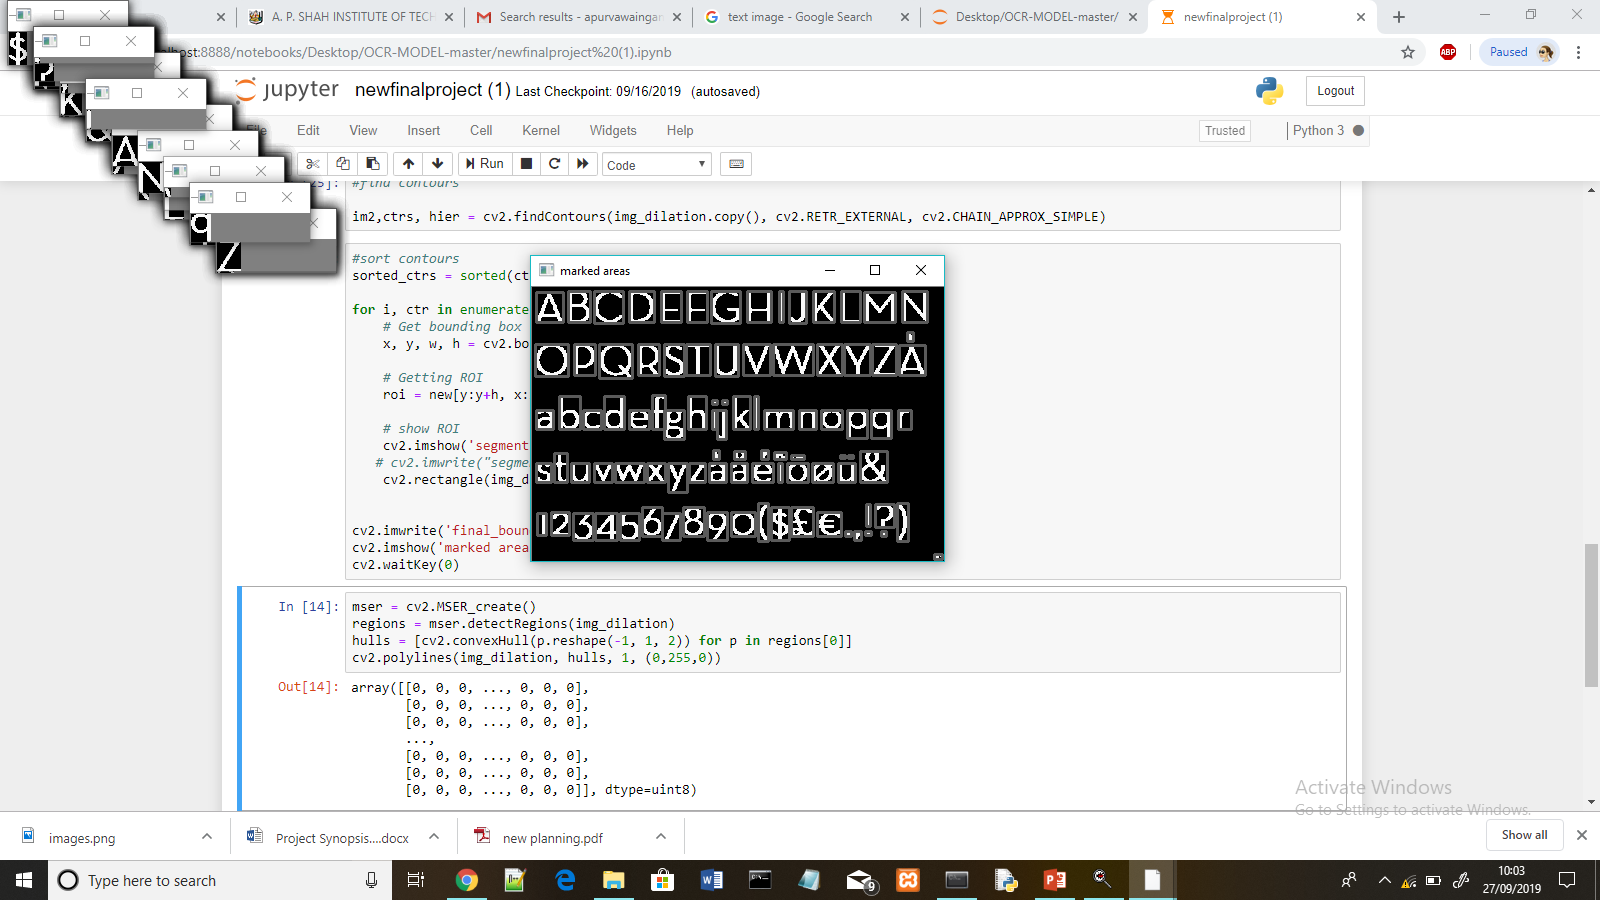 A. P. SHAH INSTITUTE OF TECH
Search results - apurvawaingan
text image - Google Search
Desktop/OCR-MODEL-master/
newfinalproject (1)
host:8888/notebooks/Desktop/OCR-MODEL-master/newfinalproject%20(1).ipynb
ABP
Paused
jupyter newfinalproject (1) Last Checkpoint: 09/16/2019 (autosaved)
Logout
File Edit View Insert Cell Kernel Widgets Help
Trusted
Python 3
Run
Code
$
?
k
A
N
q
Z
25]: #find contours
im2,ctrs, hier = cv2.findContours(img_dilation.copy(), cv2.RETR_EXTERNAL, cv2.CHAIN_APPROX_SIMPLE)
#sort contours
sorted_ctrs = sorted(ct
for i, ctr in enumerate
# Get bounding box
x, y, w, h = cv2.bo
# Getting ROI
roi = new[y:y+h, x:
# show ROI
cv2.imshow('segment
# cv2.imwrite("segme
cv2.rectangle(img_d
cv2.imwrite('final_boun
cv2.imshow('marked area
cv2.waitKey(0)
marked areas
ABCDEFGHIJKLMN
OPQRSTUVWXYZÅ
abcdefghijklmnopqr
stuvwxyzåäéîõøü&
1234567890($£€.,!?)
In [14]: mser = cv2.MSER_create()
regions = mser.detectRegions(img_dilation)
hulls = [cv2.convexHull(p.reshape(-1, 1, 2)) for p in regions[0]]
cv2.polylines(img_dilation, hulls, 1, (0,255,0))
Out[14]: array([[0, 0, 0, ..., 0, 0, 0],
[0, 0, 0, ..., 0, 0, 0],
[0, 0, 0, ..., 0, 0, 0],
...,
[0, 0, 0, ..., 0, 0, 0],
[0, 0, 0, ..., 0, 0, 0],
[0, 0, 0, ..., 0, 0, 0]], dtype=uint8)
Activate Windows
Go to Settings to activate Windows.
images.png
Project Synopsis....docx
new planning.pdf
Show all
Type here to search
9
10:03
27/09/2019